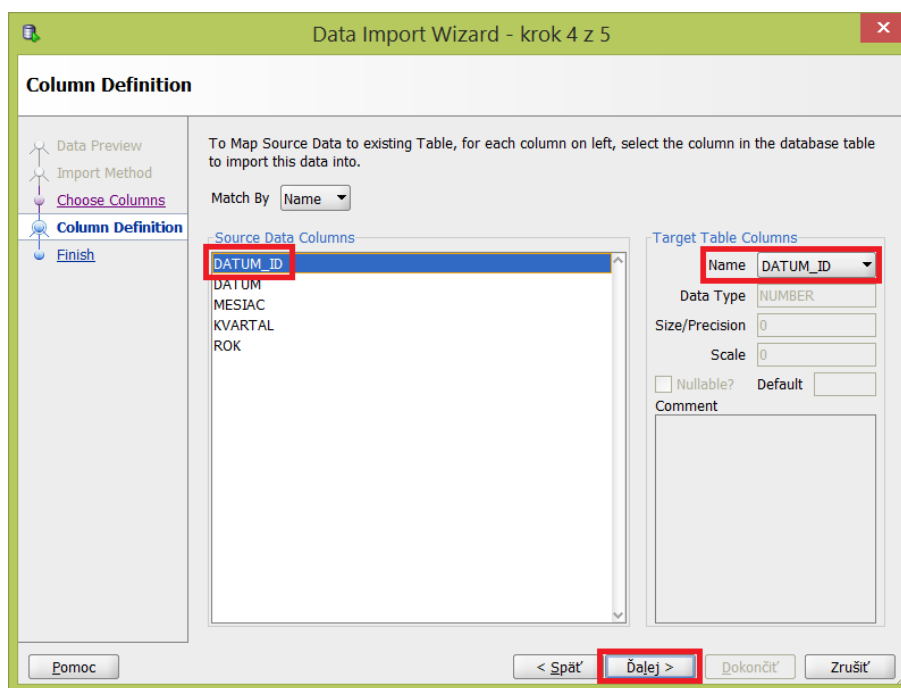 Data Import Wizard - krok 4 z 5
Column Definition
Data Preview
Import Method
Choose Columns
Column Definition
Finish
To Map Source Data to existing Table, for each column on left, select the column in the database table
to import this data into.
Match By Name
Source Data Columns
DATUM_ID
DATUM
MESIAC
KVARTAL
ROK
Target Table Columns
Name DATUM_ID
Data Type NUMBER
Size/Precision 0
Scale 0
Nullable? Default
Comment
Pomoc < Späť Ďalej > Dokončiť Zrušiť